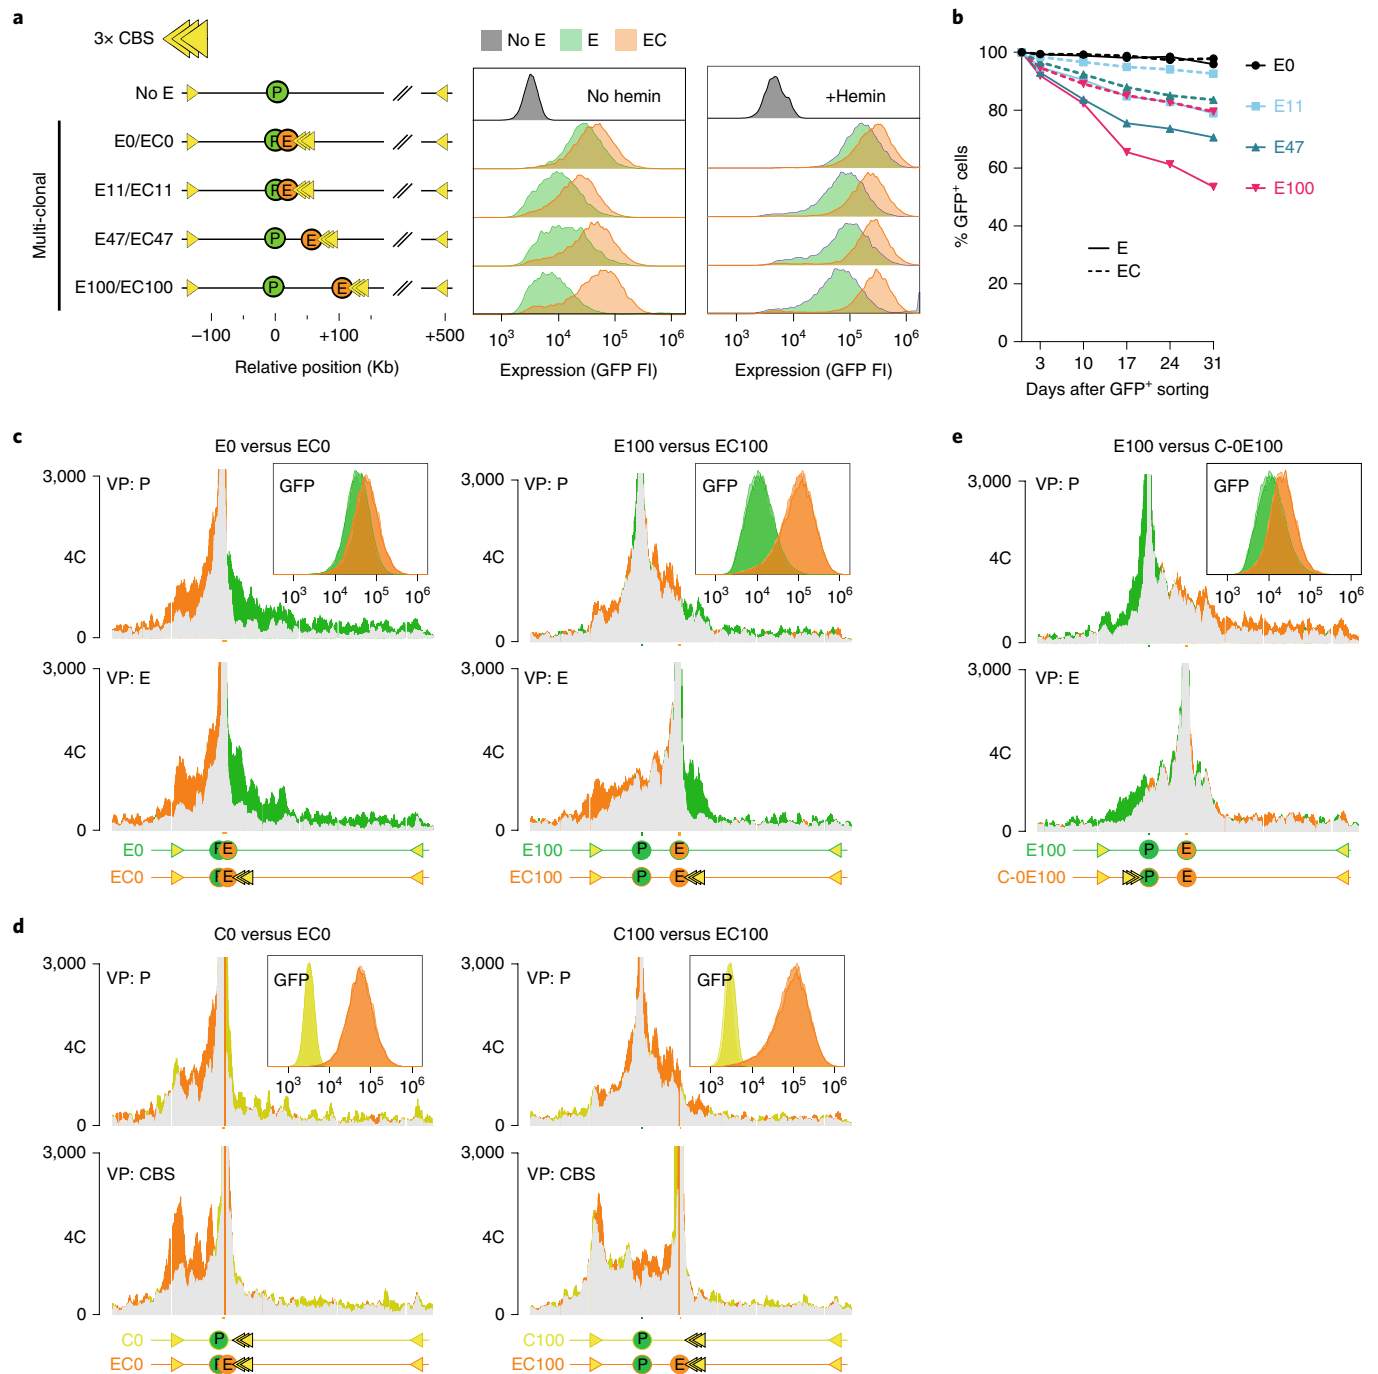 a
3× CBS
No E
E
EC
No E
P
E0/EC0
P E
E11/EC11
P E
E47/EC47
P
E
E100/EC100
P
E
Multi-clonal
−100
0
+100
+500
Relative position (Kb)
No hemin
10³ 10⁴ 10⁵ 10⁶
Expression (GFP FI)
+Hemin
10³ 10⁴ 10⁵ 10⁶
Expression (GFP FI)
b
100
80
60
40
20
0
% GFP⁺ cells
E
EC
3 10 17 24 31
Days after GFP⁺ sorting
E0
E11
E47
E100
c
E0 versus EC0
3,000
VP: P
4C
0
GFP
10³ 10⁴ 10⁵ 10⁶
3,000
VP: E
4C
0
E0
P E
EC0
P E
E100 versus EC100
3,000
VP: P
4C
0
GFP
10³ 10⁴ 10⁵ 10⁶
3,000
VP: E
4C
0
E100
P E
EC100
P E
e
E100 versus C-0E100
3,000
VP: P
4C
0
GFP
10³ 10⁴ 10⁵ 10⁶
3,000
VP: E
4C
0
E100
P E
C-0E100
P E
d
C0 versus EC0
3,000
VP: P
4C
0
GFP
10³ 10⁴ 10⁵ 10⁶
3,000
VP: CBS
4C
0
C0
P
EC0
P E
C100 versus EC100
3,000
VP: P
4C
0
GFP
10³ 10⁴ 10⁵ 10⁶
3,000
VP: CBS
4C
0
C100
P
EC100
P E